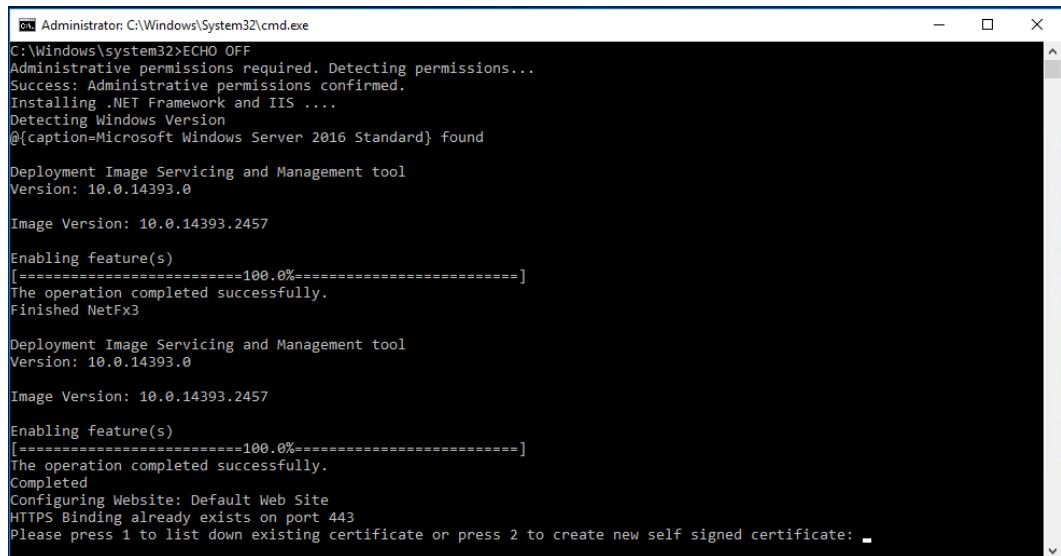 Administrator: C:\Windows\System32\cmd.exe
C:\Windows\system32>ECHO OFF
Administrative permissions required. Detecting permissions...
Success: Administrative permissions confirmed.
Installing .NET Framework and IIS ....
Detecting Windows Version
@{caption=Microsoft Windows Server 2016 Standard} found
Deployment Image Servicing and Management tool
Version: 10.0.14393.0
Image Version: 10.0.14393.2457
Enabling feature(s)
[==========================100.0%==========================]
The operation completed successfully.
Finished NetFx3
Deployment Image Servicing and Management tool
Version: 10.0.14393.0
Image Version: 10.0.14393.2457
Enabling feature(s)
[==========================100.0%==========================]
The operation completed successfully.
Completed
Configuring Website: Default Web Site
HTTPS Binding already exists on port 443
Please press 1 to list down existing certificate or press 2 to create new self signed certificate: _